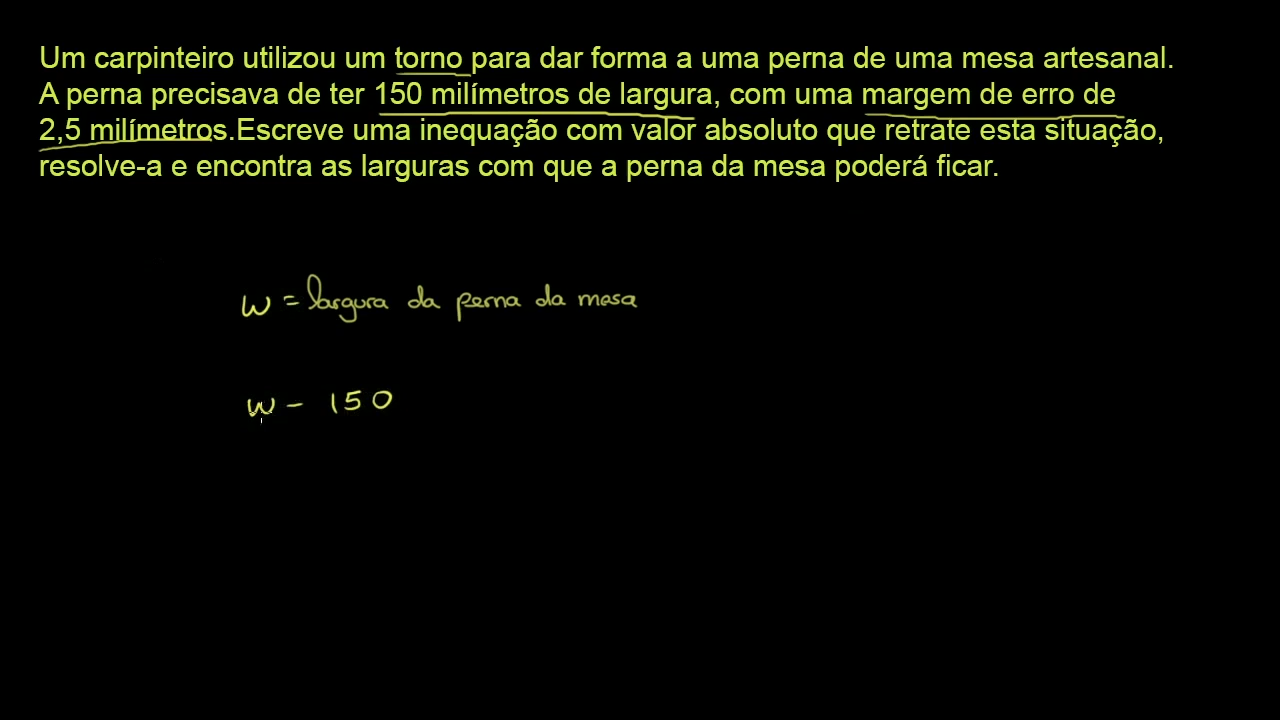 Um carpinteiro utilizou um torno para dar forma a uma perna de uma mesa artesanal.
A perna precisava de ter 150 milímetros de largura, com uma margem de erro de
2,5 milímetros.Escreve uma inequação com valor absoluto que retrate esta situação,
resolve-a e encontra as larguras com que a perna da mesa poderá ficar.
w = largura da perna da mesa
w - 150